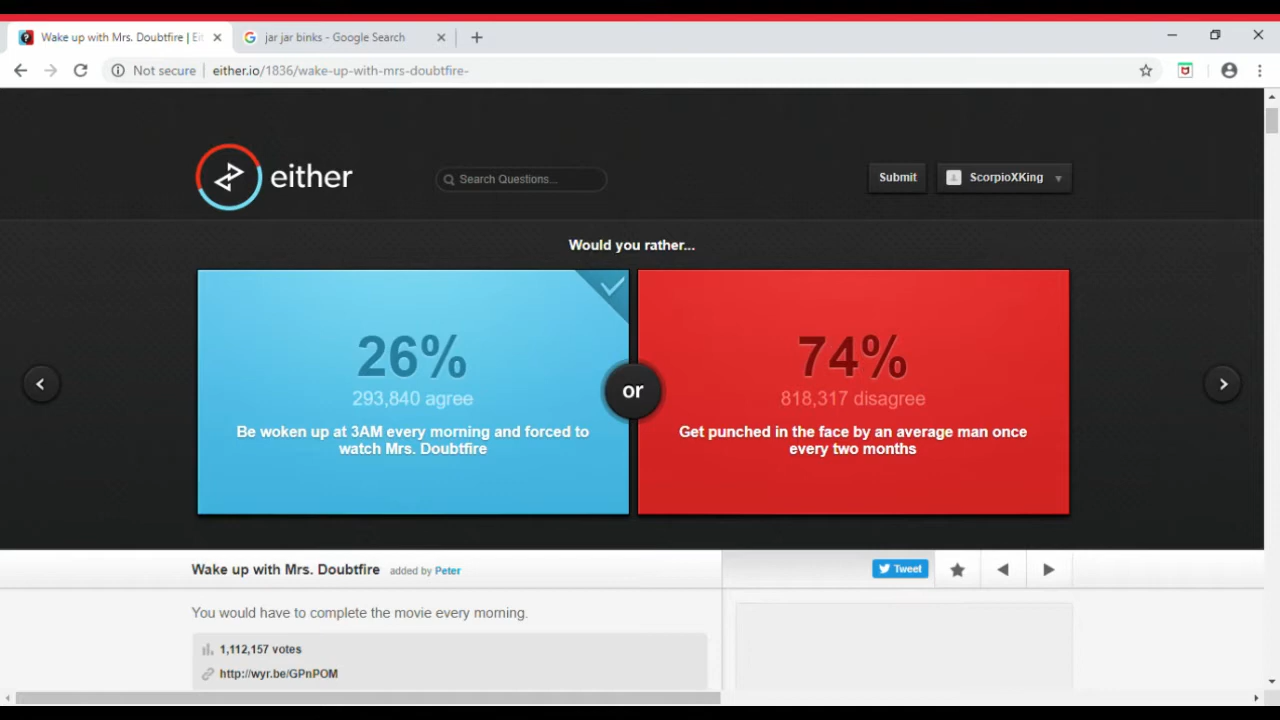 Wake up with Mrs. Doubtfire | Eit
jar jar binks - Google Search
Not secure | either.io/1836/wake-up-with-mrs-doubtfire-
either
Search Questions...
Submit
ScorpioXKing
Would you rather...
26%
293,840 agree
Be woken up at 3AM every morning and forced to
watch Mrs. Doubtfire
or
74%
818,317 disagree
Get punched in the face by an average man once
every two months
Wake up with Mrs. Doubtfire added by Peter
Tweet
You would have to complete the movie every morning.
1,112,157 votes
http://wyr.be/GPnPOM